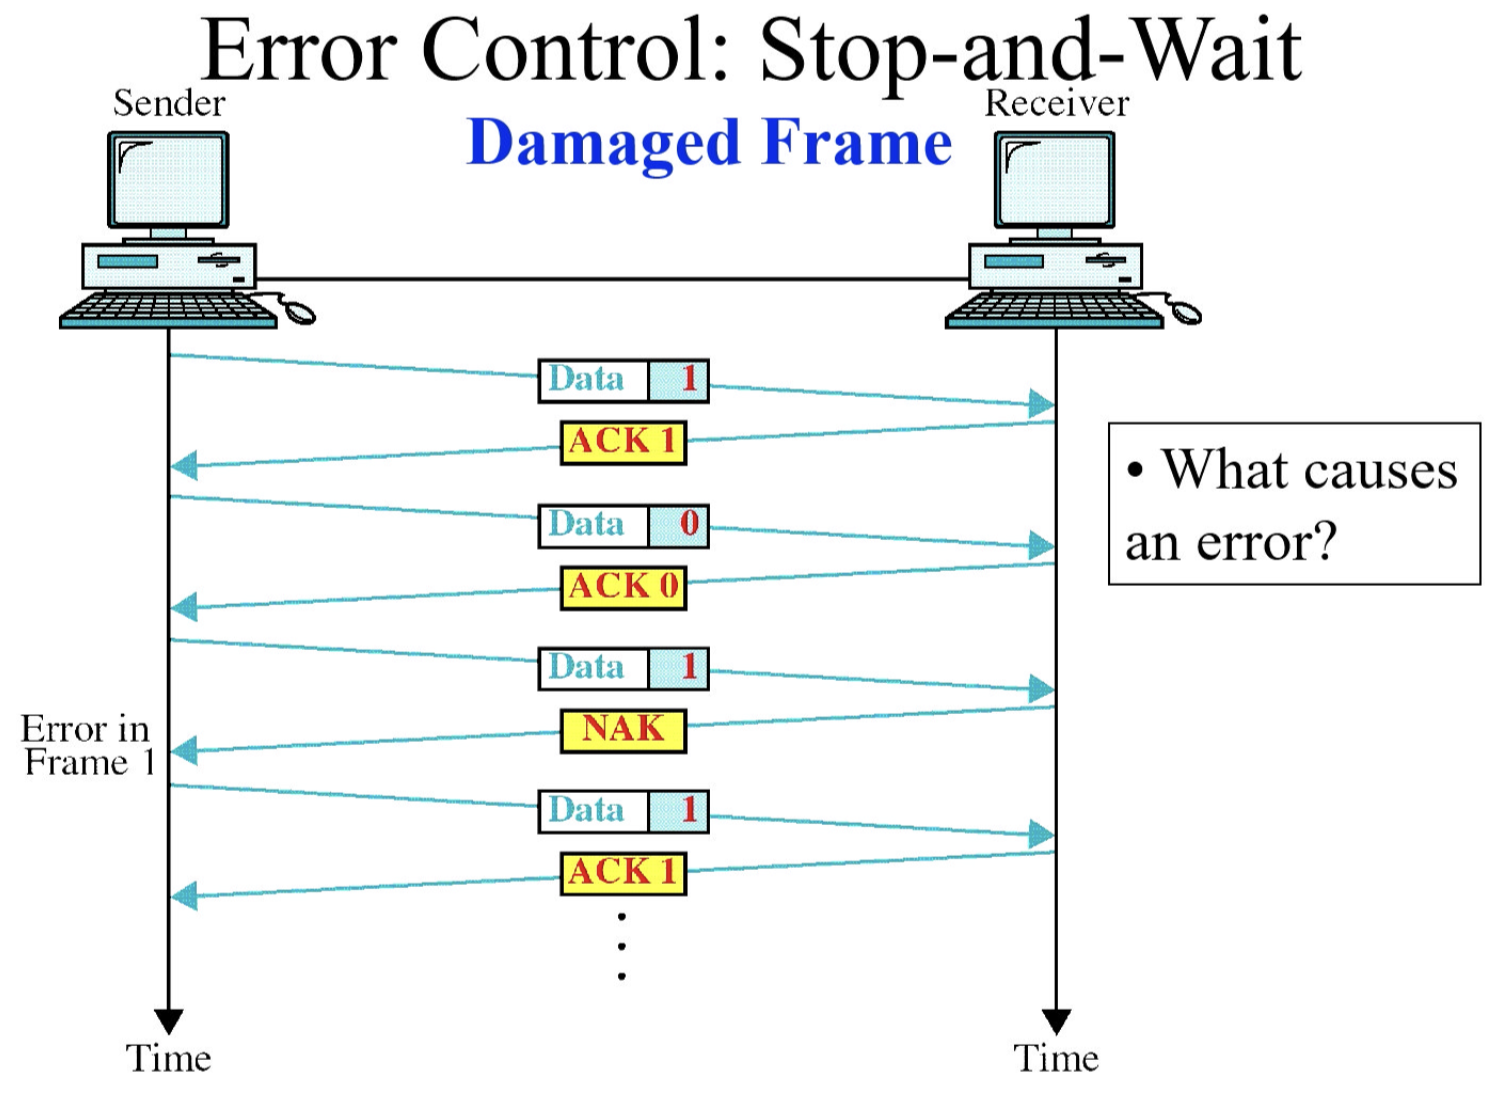 Error Control: Stop-and-Wait
Sender
Receiver
Damaged Frame
Data 1
ACK 1
• What causes
an error?
Data 0
ACK 0
Data 1
NAK
Error in
Frame 1
Data 1
ACK 1
Time
Time